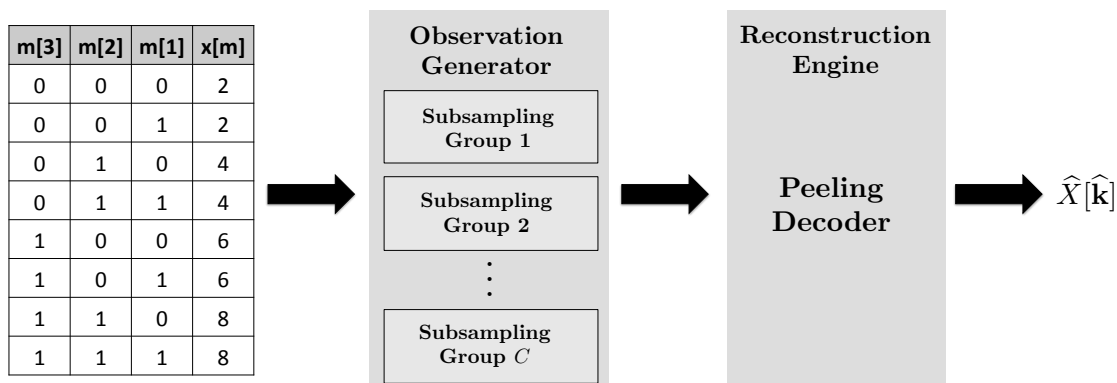 m[3] m[2] m[1] x[m]
0 0 0 2
0 0 1 2
0 1 0 4
0 1 1 4
1 0 0 6
1 0 1 6
1 1 0 8
1 1 1 8
Observation
Generator
Subsampling
Group 1
Subsampling
Group 2
⋮
Subsampling
Group C
Reconstruction
Engine
Peeling
Decoder
X̂[k̂]